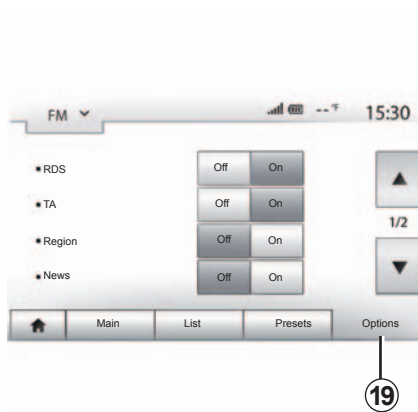 FM --°F 15:30
RDS Off On
TA Off On
1/2
Region Off On
News Off On
Main List Presets Options
19